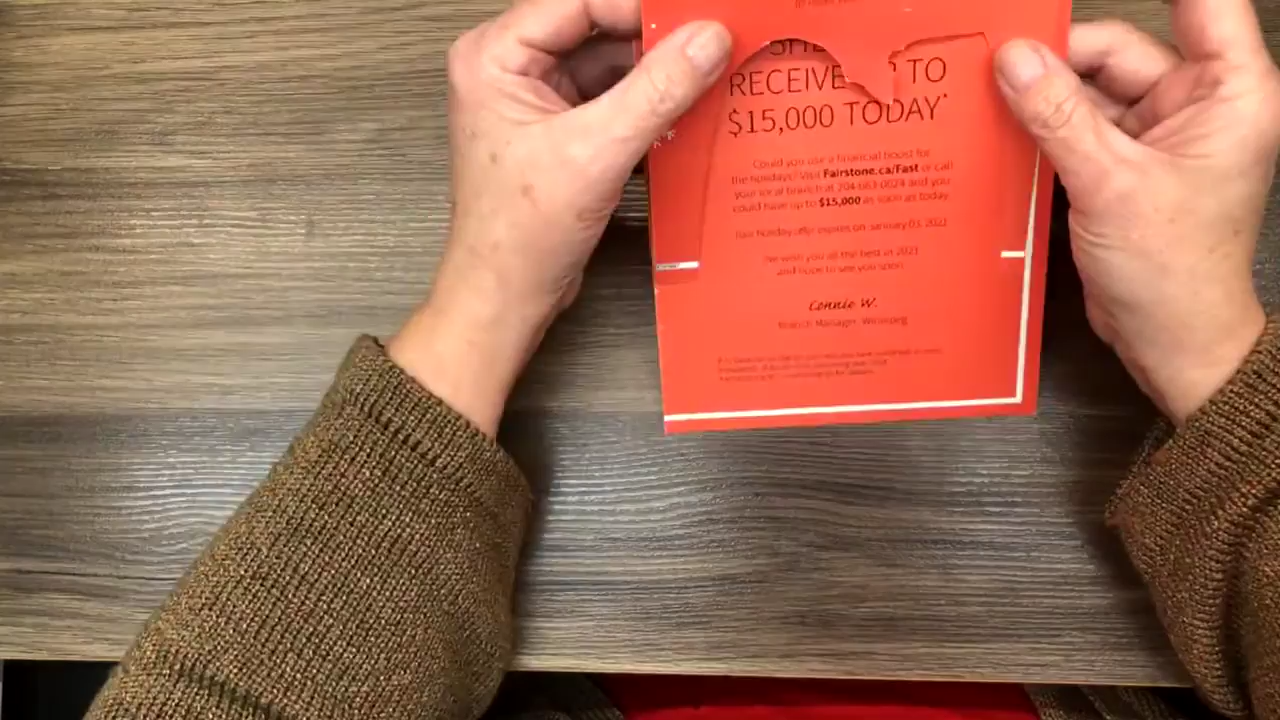 RECEIVE TO
$15,000 TODAY*
Could you use a financial boost for
the holidays? Visit Fairstone.ca/Fast or call
your local branch at 204-663-0024 and you
could have up to $15,000 as soon as today.
Your holiday offer expires on January 03, 2021
We wish you all the best in 2021
and hope to see you soon.
Connie W.
Branch Manager, Winnipeg